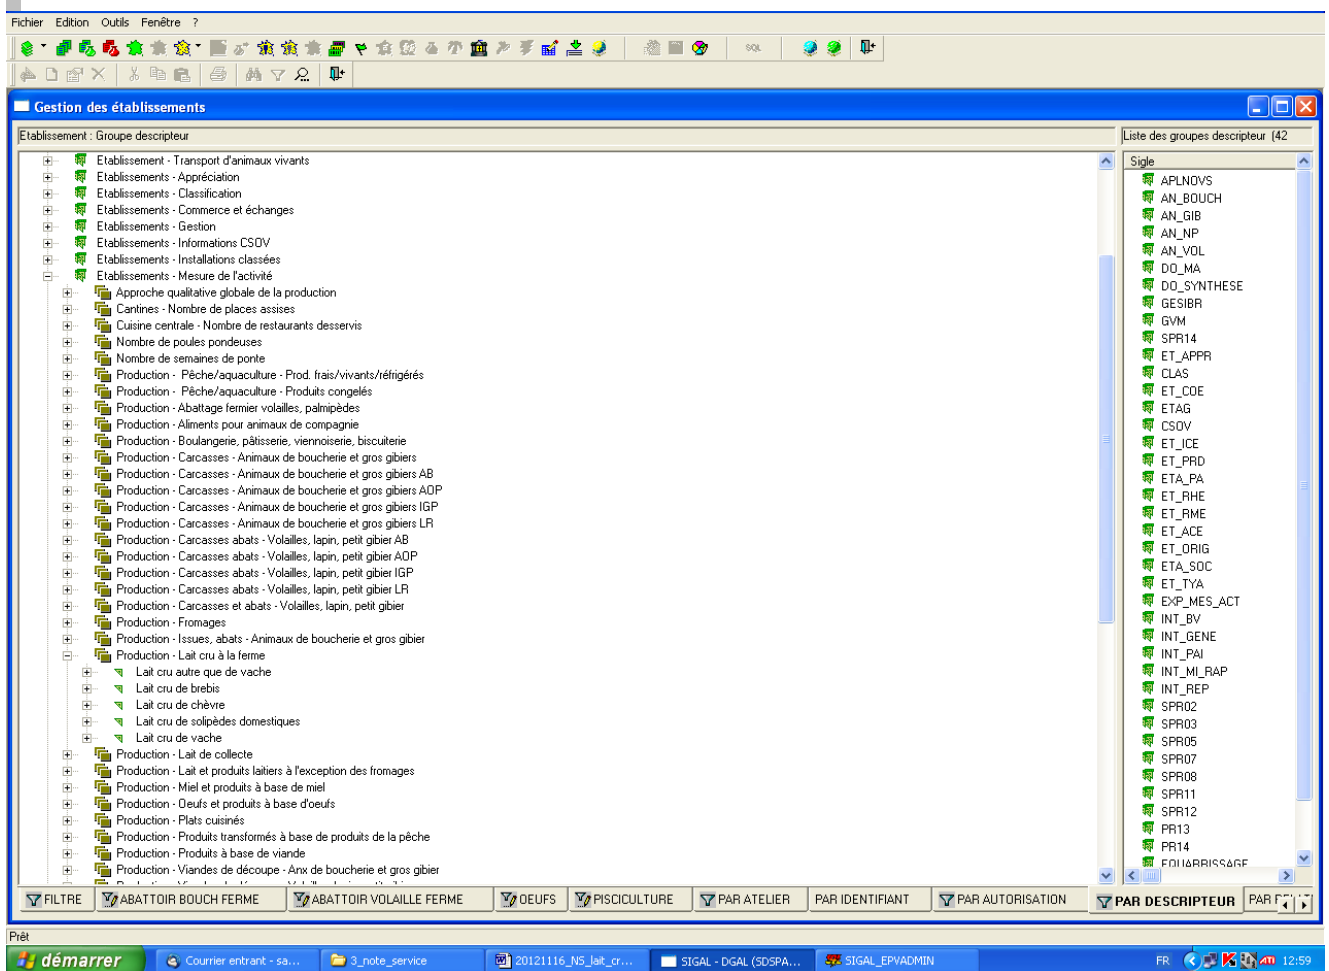 Fichier Edition Outils Fenêtre ?
SQL
Gestion des établissements
Etablissement : Groupe descripteur
Liste des groupes descripteur (42
Etablissement - Transport d'animaux vivants
Etablissements - Appréciation
Etablissements - Classification
Etablissements - Commerce et échanges
Etablissements - Gestion
Etablissements - Informations CSOV
Etablissements - Installations classées
Etablissements - Mesure de l'activité
Approche qualitative globale de la production
Cantines - Nombre de places assises
Cuisine centrale - Nombre de restaurants desservis
Nombre de poules pondeuses
Nombre de semaines de ponte
Production - Pêche/aquaculture - Prod. frais/vivants/réfrigérés
Production - Pêche/aquaculture - Produits congelés
Production - Abattage fermier volailles, palmipèdes
Production - Aliments pour animaux de compagnie
Production - Boulangerie, pâtisserie, viennoiserie, biscuiterie
Production - Carcasses - Animaux de boucherie et gros gibiers
Production - Carcasses - Animaux de boucherie et gros gibiers AB
Production - Carcasses - Animaux de boucherie et gros gibiers AOP
Production - Carcasses - Animaux de boucherie et gros gibiers IGP
Production - Carcasses - Animaux de boucherie et gros gibiers LR
Production - Carcasses abats - Volailles, lapin, petit gibier AB
Production - Carcasses abats - Volailles, lapin, petit gibier AOP
Production - Carcasses abats - Volailles, lapin, petit gibier IGP
Production - Carcasses abats - Volailles, lapin, petit gibier LR
Production - Carcasses et abats - Volailles, lapin, petit gibier
Production - Fromages
Production - Issues, abats - Animaux de boucherie et gros gibier
Production - Lait cru à la ferme
Lait cru autre que de vache
Lait cru de brebis
Lait cru de chèvre
Lait cru de solipèdes domestiques
Lait cru de vache
Production - Lait de collecte
Production - Lait et produits laitiers à l'exception des fromages
Production - Miel et produits à base de miel
Production - Oeufs et produits à base d'oeufs
Production - Plats cuisinés
Production - Produits transformés à base de produits de la pêche
Production - Produits à base de viande
Production - Viandes de découpe - Anx de boucherie et gros gibier
Sigle
APLNOVS
AN_BOUCH
AN_GIB
AN_NP
AN_VOL
DO_MA
DO_SYNTHESE
GESIBR
GVM
SPR14
ET_APPR
CLAS
ET_COE
ETAG
CSOV
ET_ICE
ET_PRD
ETA_PA
ET_RHE
ET_RME
ET_ACE
ET_ORIG
ETA_SOC
ET_TYA
EXP_MES_ACT
INT_BV
INT_GENE
INT_PAI
INT_MI_RAP
INT_REP
SPR02
SPR03
SPR05
SPR07
SPR08
SPR11
SPR12
PR13
PR14
EQUARRISSAGE
FILTRE ABATTOIR BOUCH FERME ABATTOIR VOLAILLE FERME OEUFS PISCICULTURE PAR ATELIER PAR IDENTIFIANT PAR AUTORISATION PAR DESCRIPTEUR PAR
Prêt
démarrer Courrier entrant - sa... 3_note_service 20121116_NS_lait_cr... SIGAL - DGAL (SDSPA... SIGAL_EPVADMIN FR 12:59